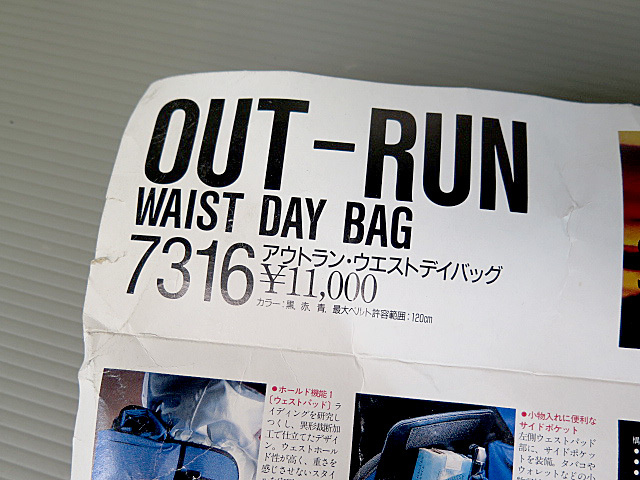 OUT-RUN
WAIST DAY BAG
7316 アウトラン・ウエストデイバッグ
¥11,000
カラー：黒, 赤, 青, 最大ベルト許容範囲：120cm
●ホールド機能1
〔ウェストパッド〕ラ
イディングを研究し
つくし、異形裁断加
工で仕立てたデザイ
ン。ウェストホール
ド性が高く、重さを
感じさせないスタイ
●小物入れに便利な
サイドポケット
左側ウエストパッド
部に、サイドポケッ
トを装備。タバコや
ウォレットなどの小